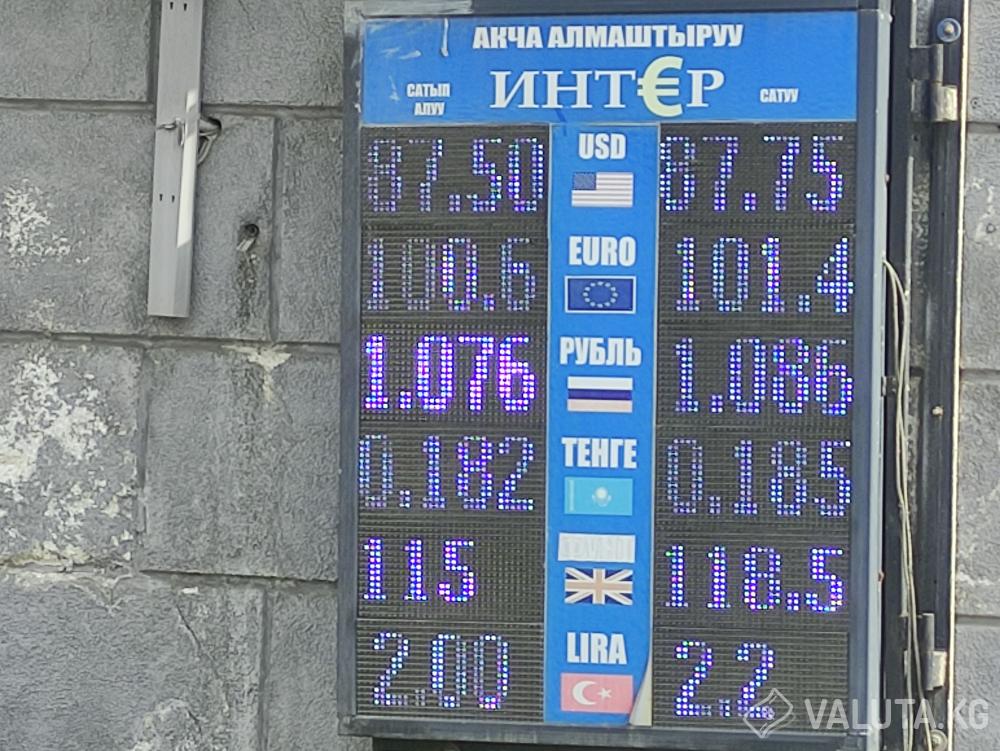 АКЧА АЛМАШТЫРУУ
ИНТ€Р
САТЫП
АЛУУ
САТУУ
87.50 USD 87.75
100.6 EURO 101.4
1.076 РУБЛЬ 1.086
0.182 ТЕНГЕ 0.185
115 118.5
2.00 LIRA 2.2
VALUTA.KG